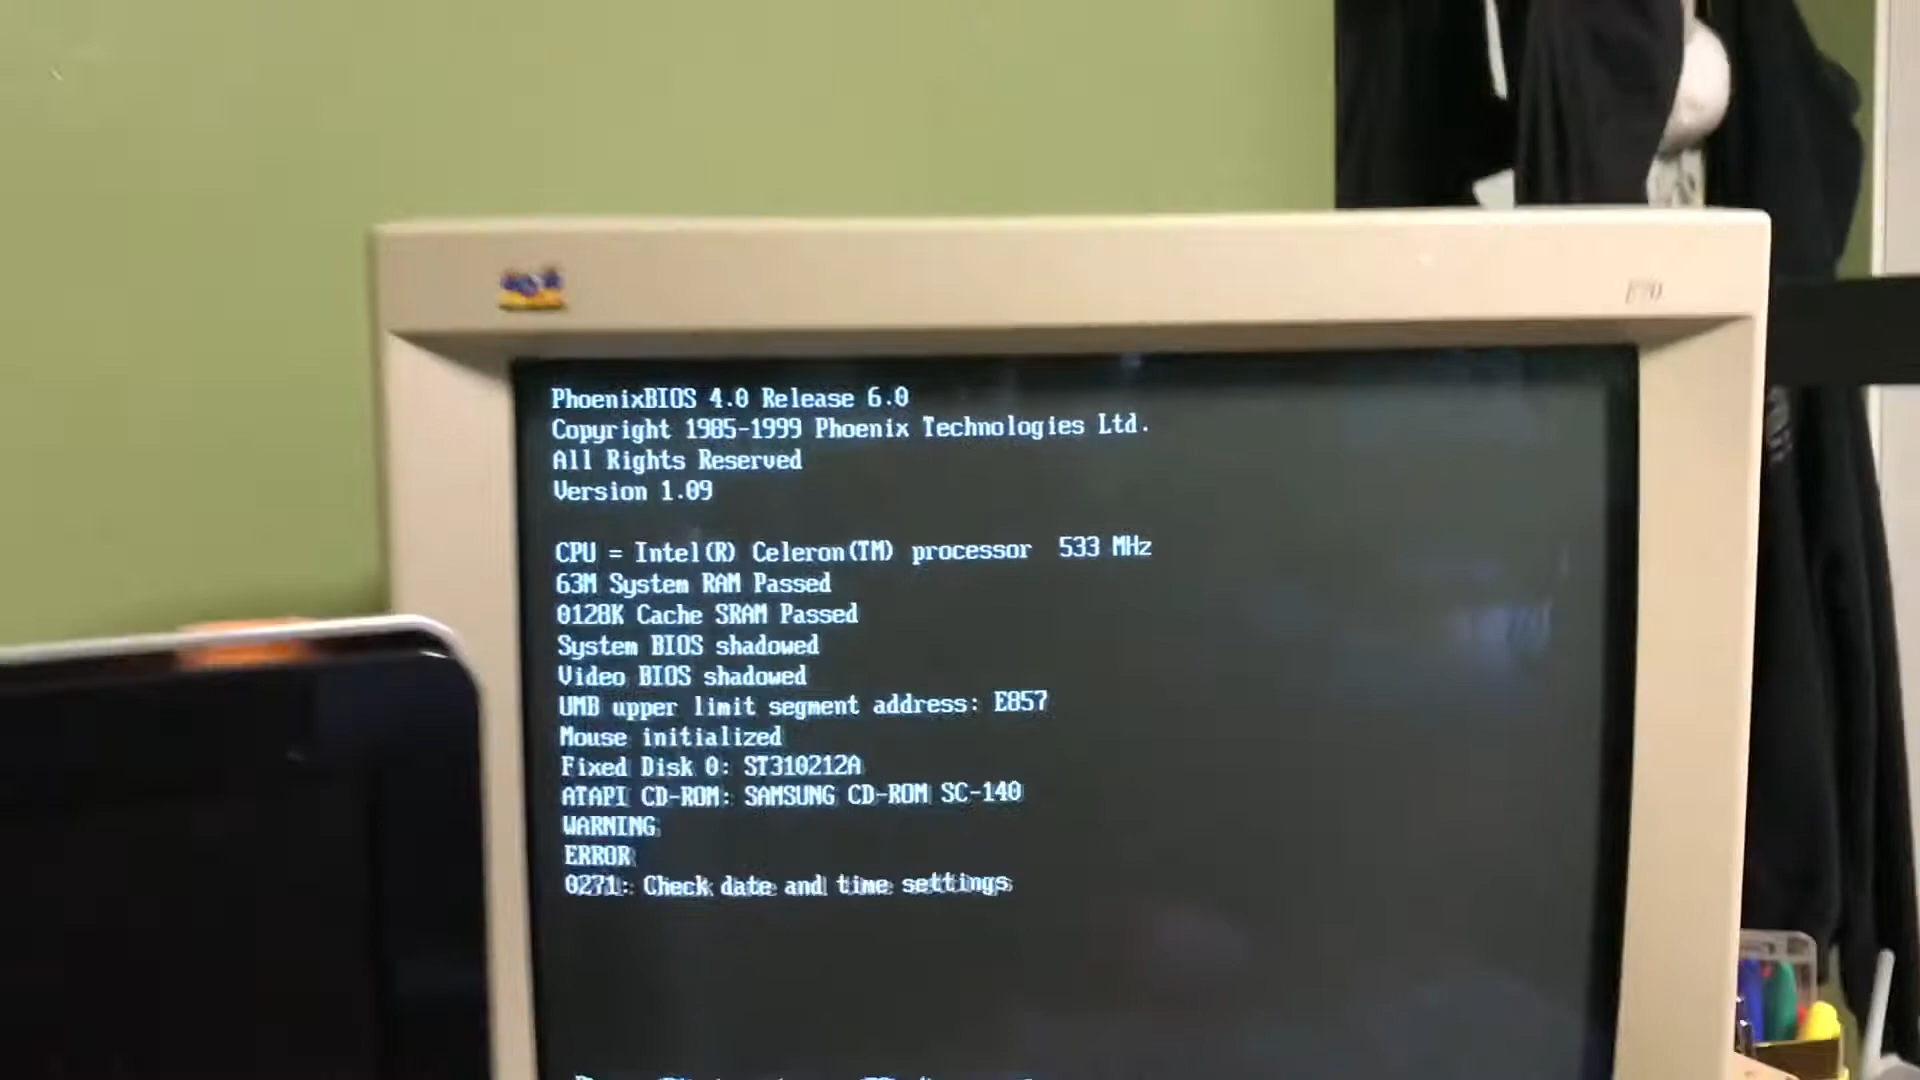 PhoenixBIOS 4.0 Release 6.0
Copyright 1985-1999 Phoenix Technologies Ltd.
All Rights Reserved
Version 1.09
CPU = Intel(R) Celeron(TM) processor 533 MHz
63M System RAM Passed
0128K Cache SRAM Passed
System BIOS shadowed
Video BIOS shadowed
UMB upper limit segment address: E857
Mouse initialized
Fixed Disk 0: ST310212A
ATAPI CD-ROM: SAMSUNG CD-ROM SC-140
WARNING
ERROR
0271: Check date and time settings